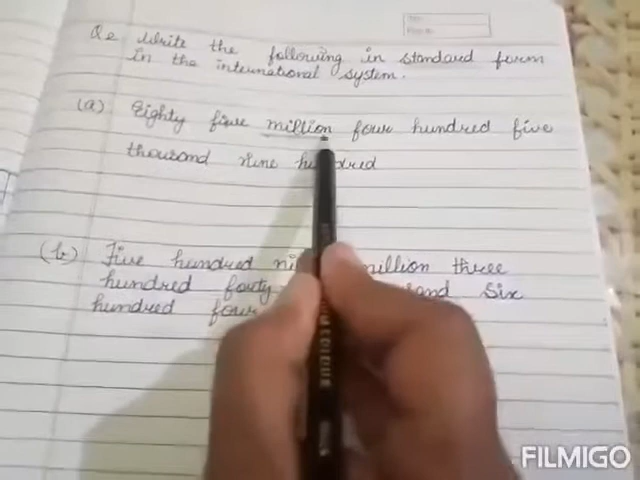 Q2 Write the following in standard form
in the international system.
(a) Eighty five million four hundred five
thousand nine hundred
(b) Five hundred million three
hundred forty six
hundred
FILMIGO